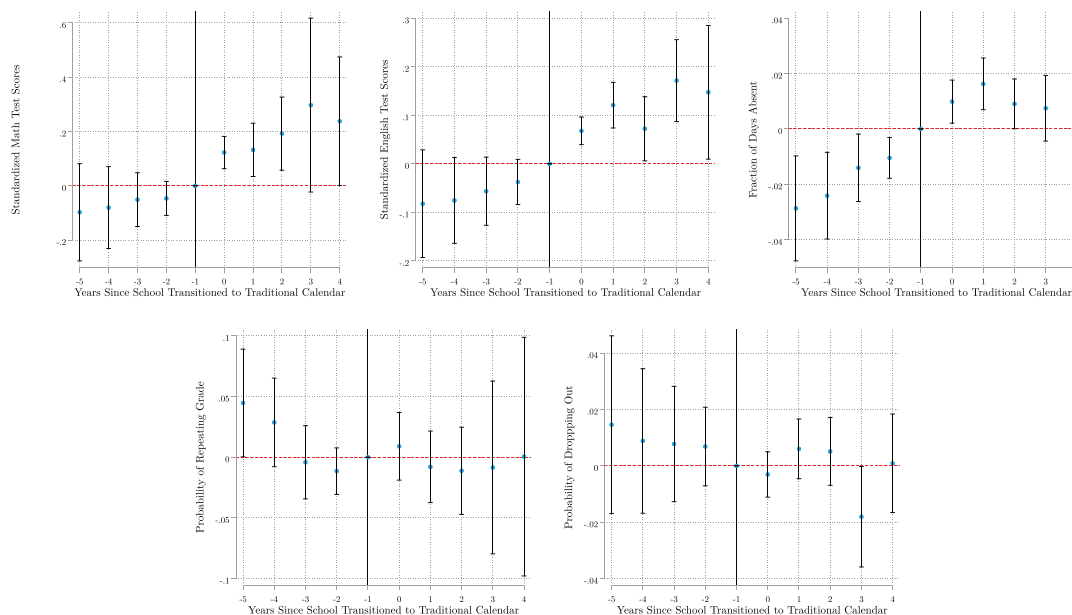 Standardized Math Test Scores
.6
.4
.2
0
-.2
-5 -4 -3 -2 -1 0 1 2 3 4
Years Since School Transitioned to Traditional Calendar
Standardized English Test Scores
.3
.2
.1
0
-.1
-.2
-5 -4 -3 -2 -1 0 1 2 3 4
Years Since School Transitioned to Traditional Calendar
Fraction of Days Absent
.04
.02
0
-.02
-.04
-5 -4 -3 -2 -1 0 1 2 3
Years Since School Transitioned to Traditional Calendar
Probability of Repeating Grade
.1
.05
0
-.05
-.1
-5 -4 -3 -2 -1 0 1 2 3 4
Years Since School Transitioned to Traditional Calendar
Probability of Droppping Out
.04
.02
0
-.02
-.04
-5 -4 -3 -2 -1 0 1 2 3 4
Years Since School Transitioned to Traditional Calendar